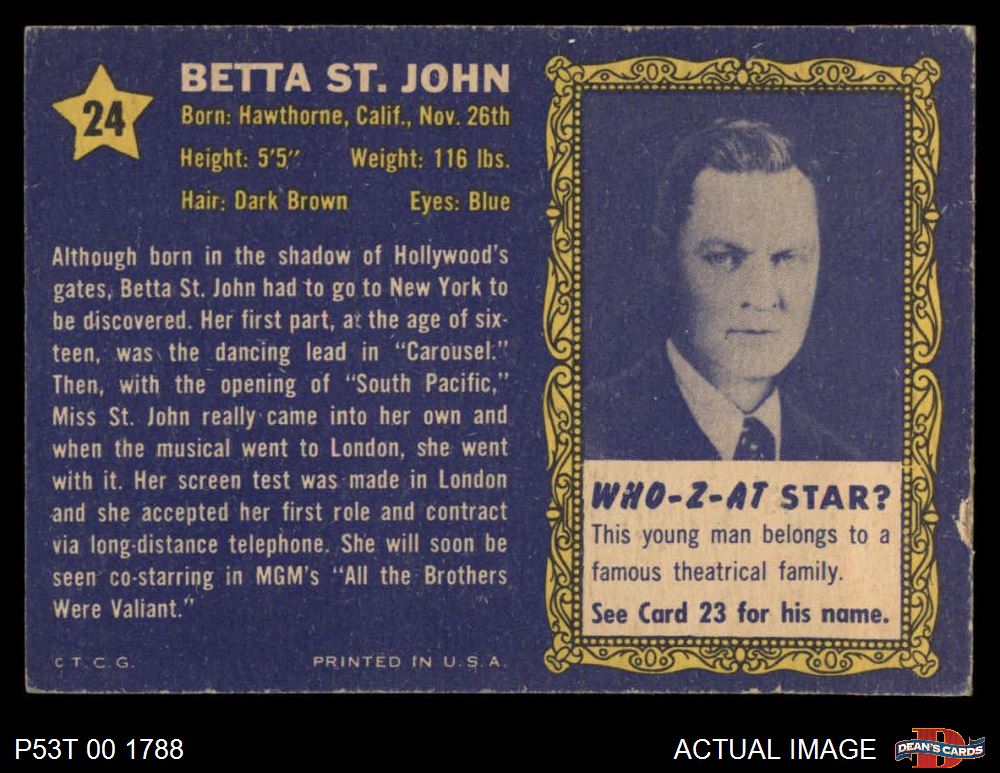 24
BETTA ST. JOHN
Born: Hawthorne, Calif., Nov. 26th
Height: 5'5" Weight: 116 lbs.
Hair: Dark Brown Eyes: Blue
Although born in the shadow of Hollywood's
gates, Betta St. John had to go to New York to
be discovered. Her first part, at the age of six-
teen, was the dancing lead in "Carousel."
Then, with the opening of "South Pacific,"
Miss St. John really came into her own and
when the musical went to London, she went
with it. Her screen test was made in London
and she accepted her first role and contract
via long-distance telephone. She will soon be
seen co-starring in MGM's "All the Brothers
Were Valiant."
© T.C.G. PRINTED IN U.S.A.
WHO-Z-AT STAR?
This young man belongs to a
famous theatrical family.
See Card 23 for his name.
P53T 00 1788
ACTUAL IMAGE
D
DEAN'S CARDS